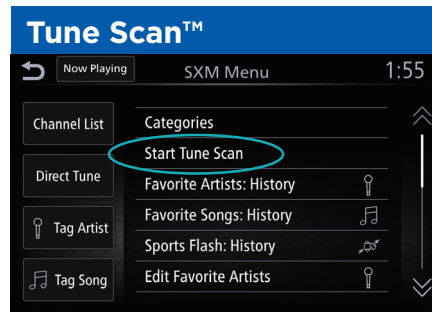 Tune Scan™
Now Playing
SXM Menu
1:55
Channel List
Direct Tune
Tag Artist
Tag Song
Categories
Start Tune Scan
Favorite Artists: History
Favorite Songs: History
Sports Flash: History
Edit Favorite Artists